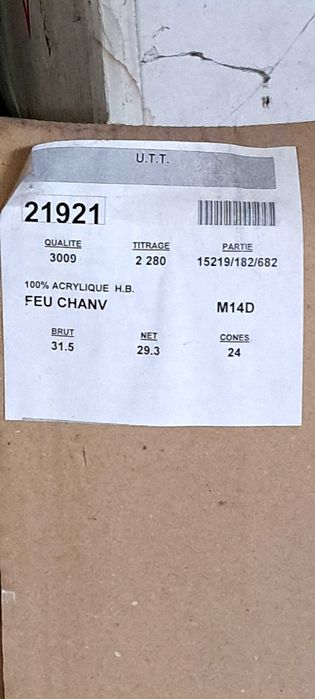 U.T.T.
21921
QUALITE TITRAGE PARTIE
3009 2 280 15219/182/682
100% ACRYLIQUE H.B.
FEU CHANV M14D
BRUT NET CONES
31.5 29.3 24